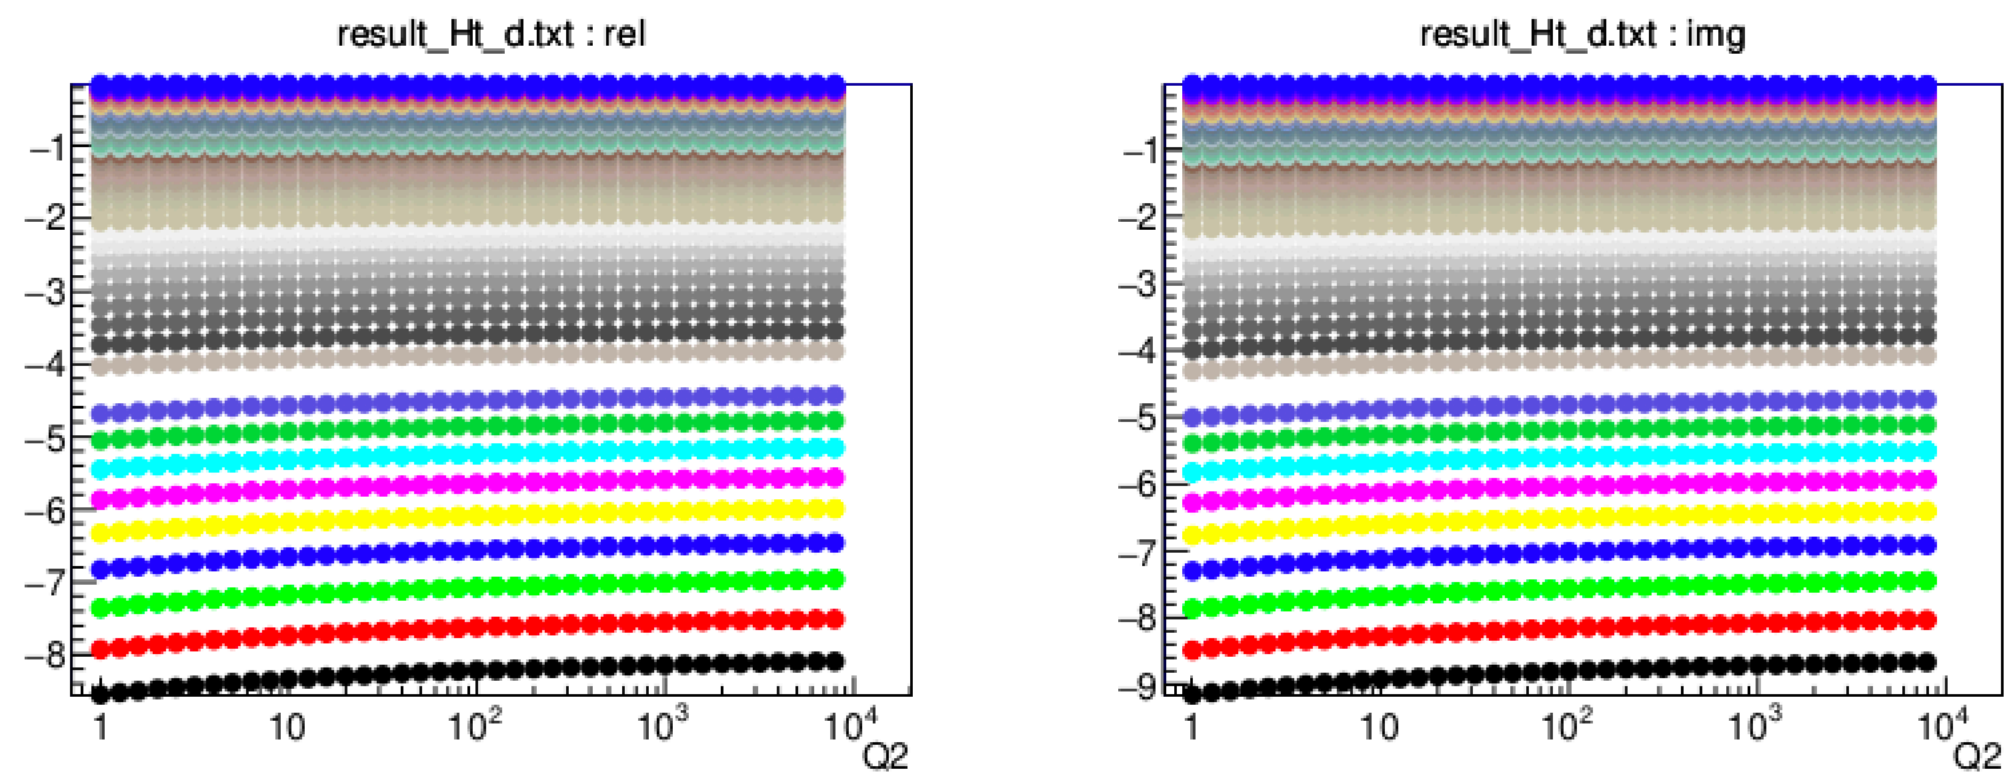 result_Ht_d.txt : rel
−1
−2
−3
−4
−5
−6
−7
−8
1 10 10² 10³ 10⁴
Q2
result_Ht_d.txt : img
−1
−2
−3
−4
−5
−6
−7
−8
−9
1 10 10² 10³ 10⁴
Q2